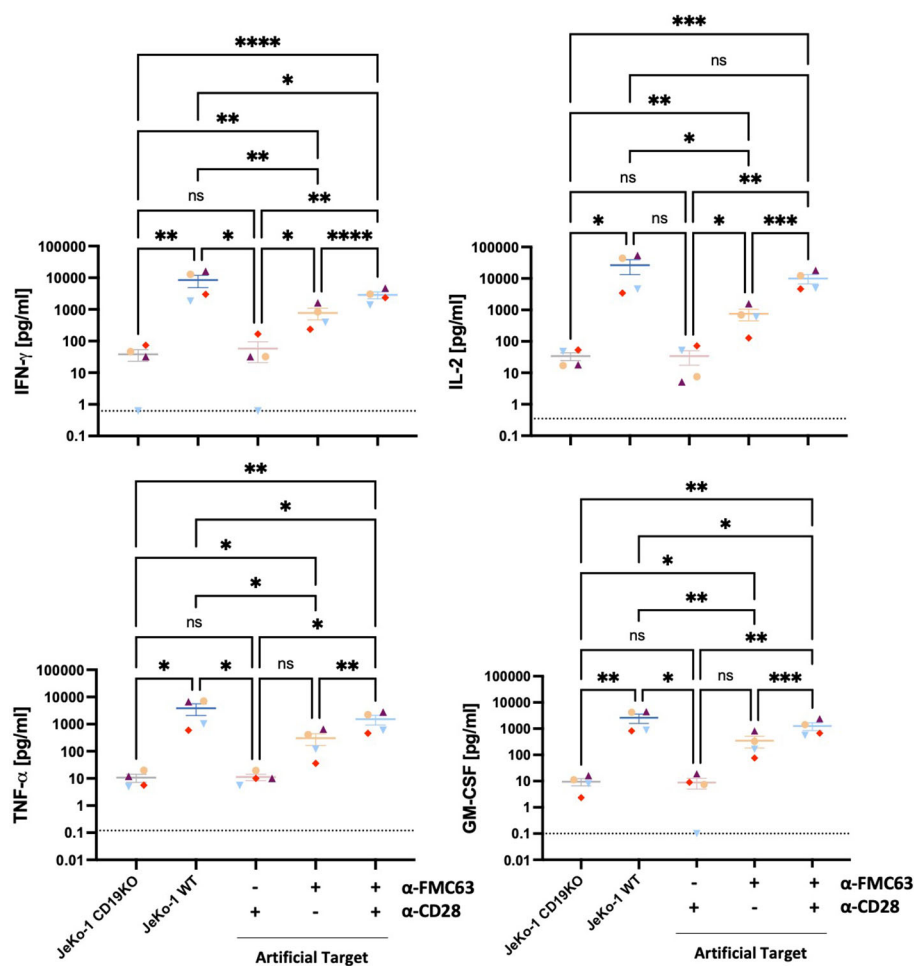 ****
*
**
**
ns **
** * * ****
IFN-γ [pg/ml]
100000
10000
1000
100
10
1
0.1
***
ns
**
*
ns **
* ns * ***
IL-2 [pg/ml]
100000
10000
1000
100
10
1
0.1
**
*
*
*
ns *
* * ns **
TNF-α [pg/ml]
100000
10000
1000
100
10
1
0.1
0.01
JeKo-1 CD19KO
JeKo-1 WT
- + +
+ - +
Artificial Target
**
*
*
**
ns **
** * ns ***
GM-CSF [pg/ml]
100000
10000
1000
100
10
1
0.1
0.01
JeKo-1 CD19KO
JeKo-1 WT
- + + α-FMC63
+ - + α-CD28
Artificial Target